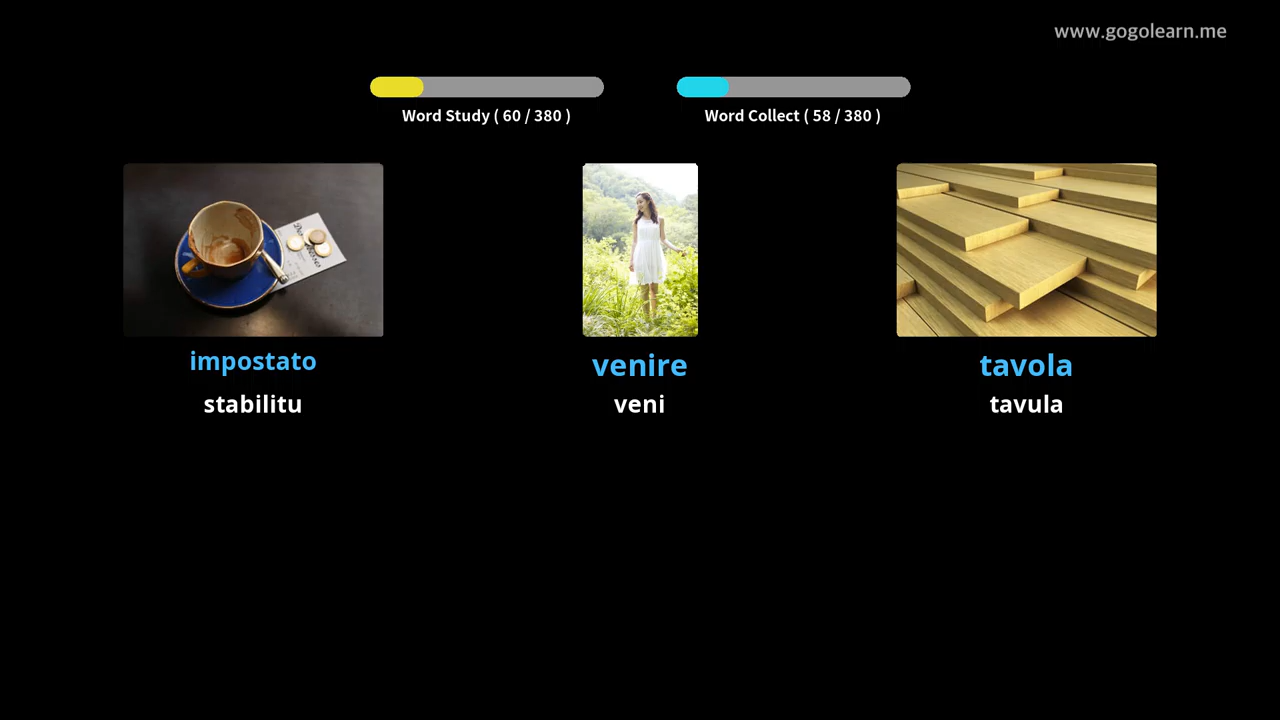 www.gogolearn.me
Word Study ( 60 / 380 )
Word Collect ( 58 / 380 )
impostato
venire
tavola
stabilitu
veni
tavula